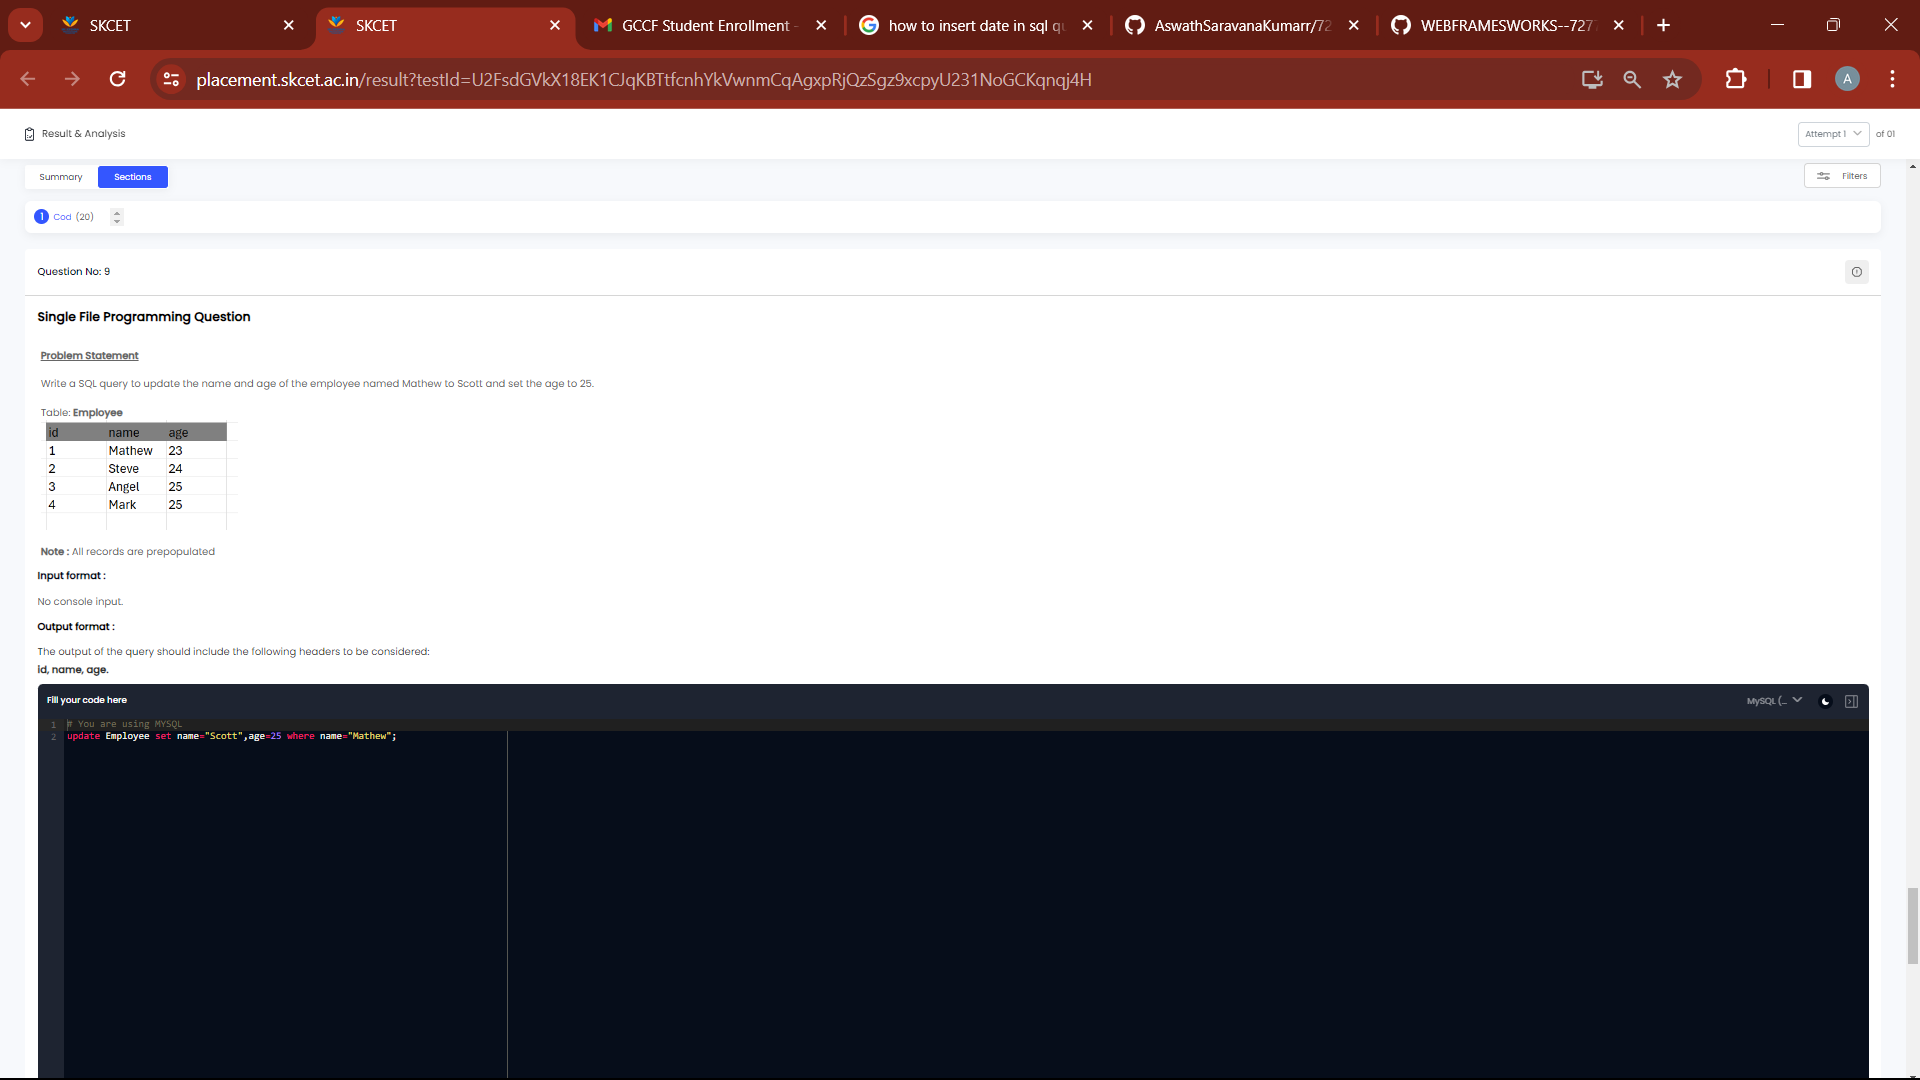 SKCET
SKCET
GCCF Student Enrollment -
how to insert date in sql qu
AswathSaravanaKumarr/72
WEBFRAMESWORKS--727
placement.skcet.ac.in/result?testId=U2FsdGVkX18EK1CJqKBTtfcnhYkVwnmCqAgxpRjQzSgz9xcpyU231NoGCKqnqj4H
A
Result & Analysis
Attempt 1 of 01
Summary Sections
Filters
1 Cod (20)
Question No: 9
Single File Programming Question
Problem Statement
Write a SQL query to update the name and age of the employee named Mathew to Scott and set the age to 25.
Table: Employee
id name age
1 Mathew 23
2 Steve 24
3 Angel 25
4 Mark 25
Note : All records are prepopulated
Input format :
No console input.
Output format :
The output of the query should include the following headers to be considered:
id, name, age.
Fill your code here
MySQL (...
1 # You are using MYSQL
2 update Employee set name="Scott",age=25 where name="Mathew";